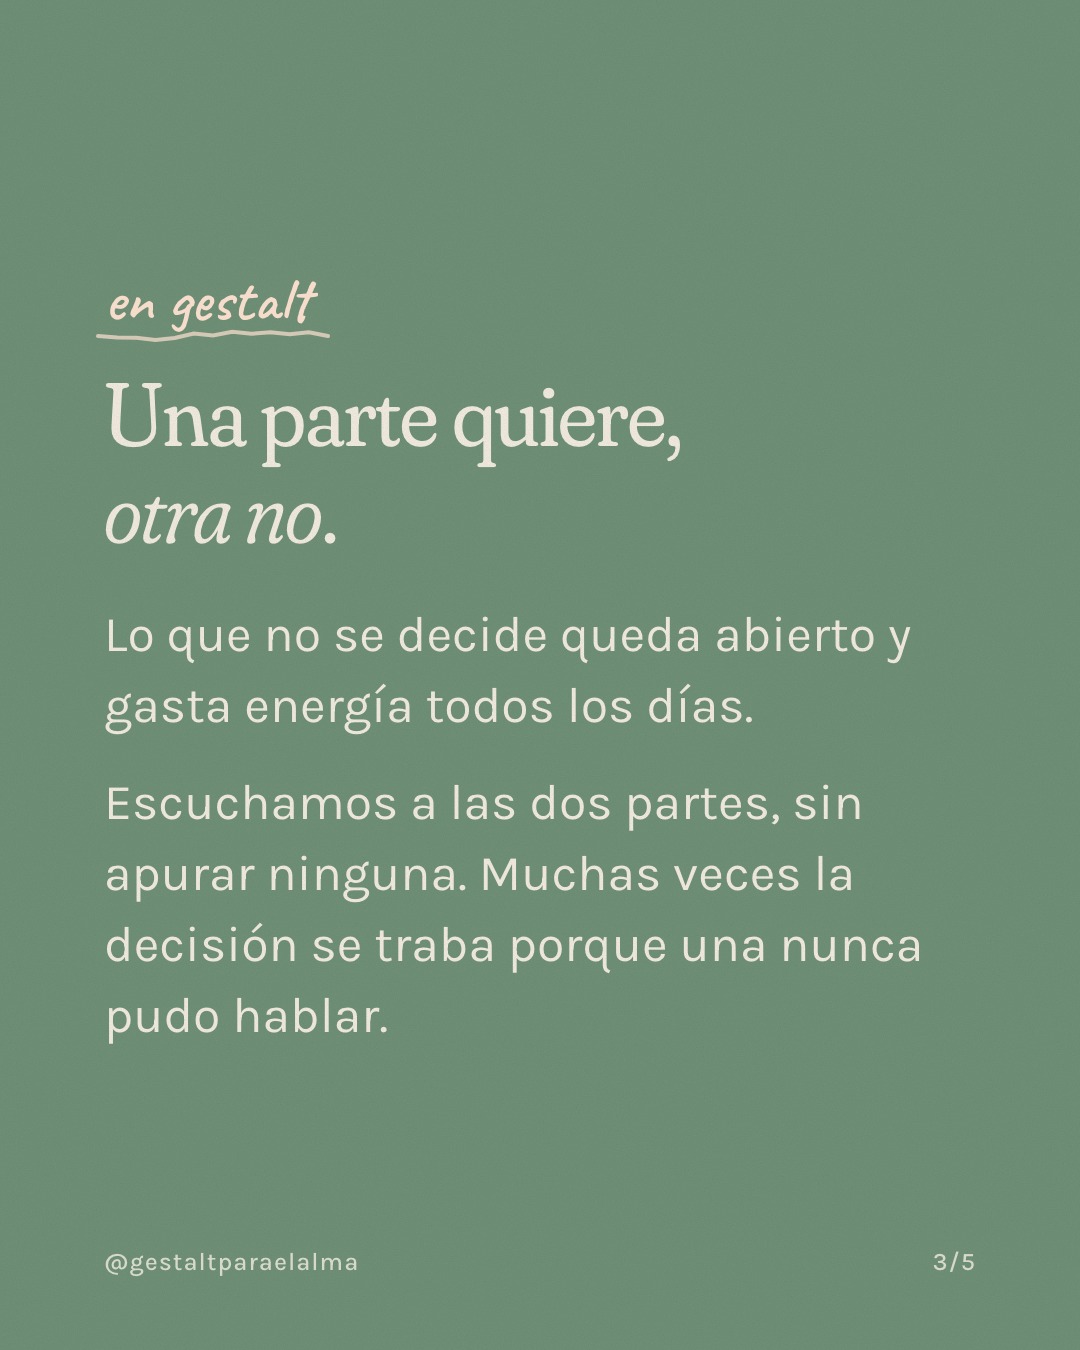 en gestalt
Una parte quiere,
otra no.
Lo que no se decide queda abierto y
gasta energía todos los días.
Escuchamos a las dos partes, sin
apurar ninguna. Muchas veces la
decisión se traba porque una nunca
pudo hablar.
@gestaltparaelalma
3/5